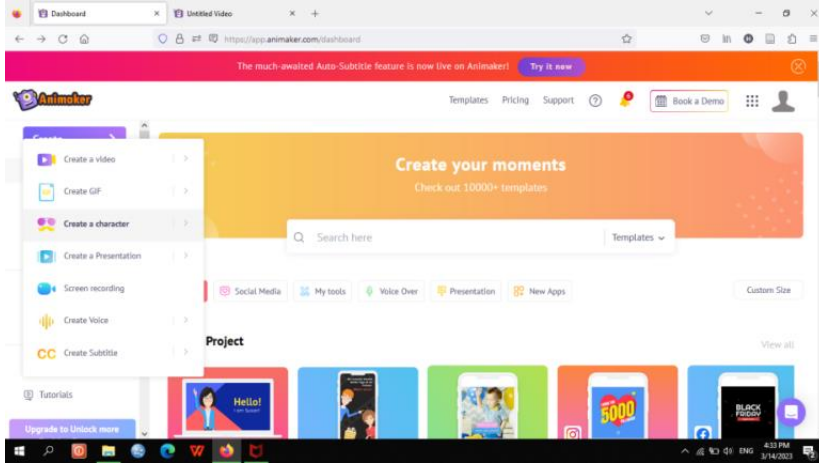 Dashboard
Untitled Video
https://app.animaker.com/dashboard
The much-awaited Auto-Subtitle feature is now live on Animaker! Try it now
Animaker
Templates Pricing Support Book a Demo
Create
Create a video
Create GIF
Create a character
Create a Presentation
Screen recording
Create Voice
CC Create Subtitle
Tutorials
Upgrade to Unlock more
Create your moments
Check out 10000+ templates
Search here Templates
Social Media My tools Voice Over Presentation New Apps Custom Size
Project View all
Hello!
I am Susan!
5000
BLACK
FRIDAY
ENG 4:33 PM
3/14/2023